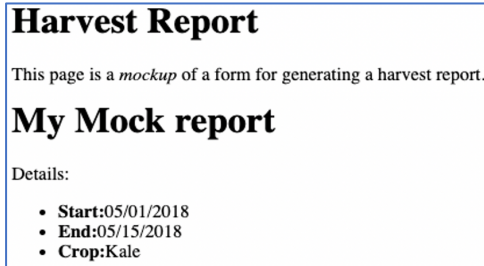 Harvest Report
This page is a mockup of a form for generating a harvest report.
My Mock report
Details:
• Start:05/01/2018
• End:05/15/2018
• Crop:Kale